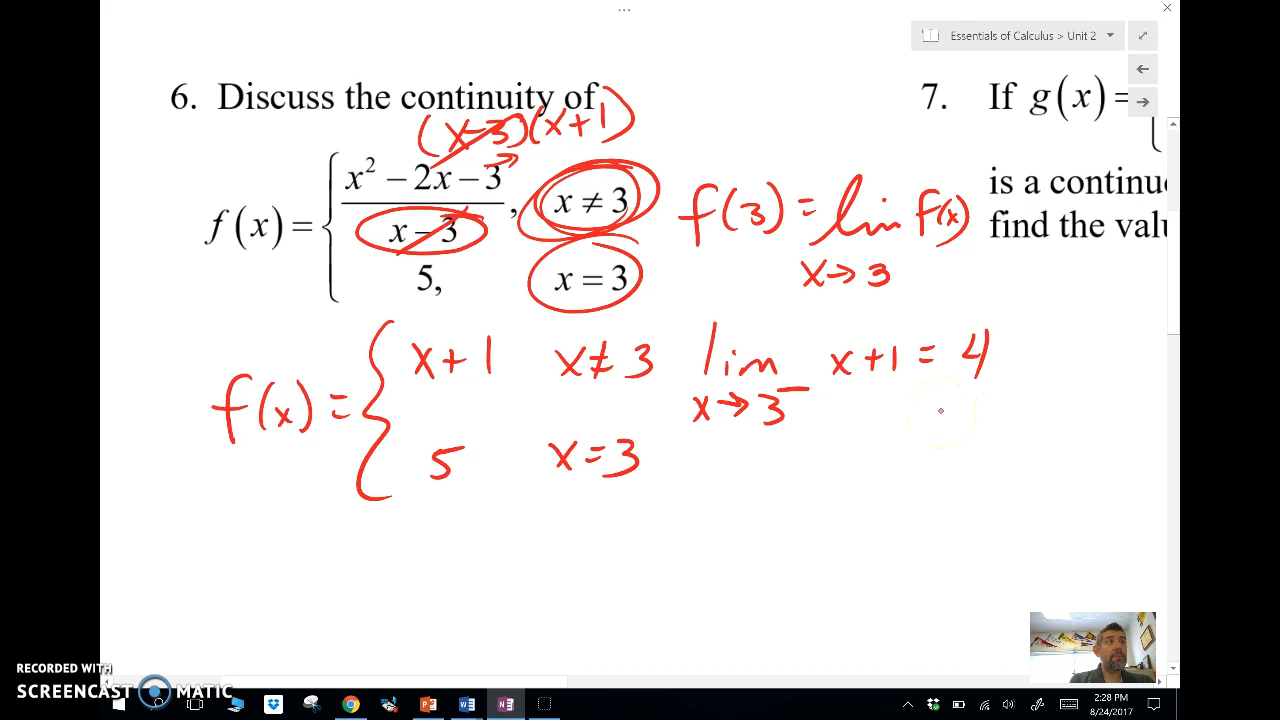 ...
Essentials of Calculus > Unit 2
6. Discuss the continuity of
(x-3)(x+1)
f(x) = { x² − 2x − 3 / x − 3, x ≠ 3
5, x = 3
f(3) = lim f(x)
x→3
f(x) = { x+1 x≠3
5 x=3
lim x+1 = 4
x→3⁻
7. If g(x) = {
is a continu
find the valu
RECORDED WITH
SCREENCAST MATIC
2:28 PM
8/24/2017